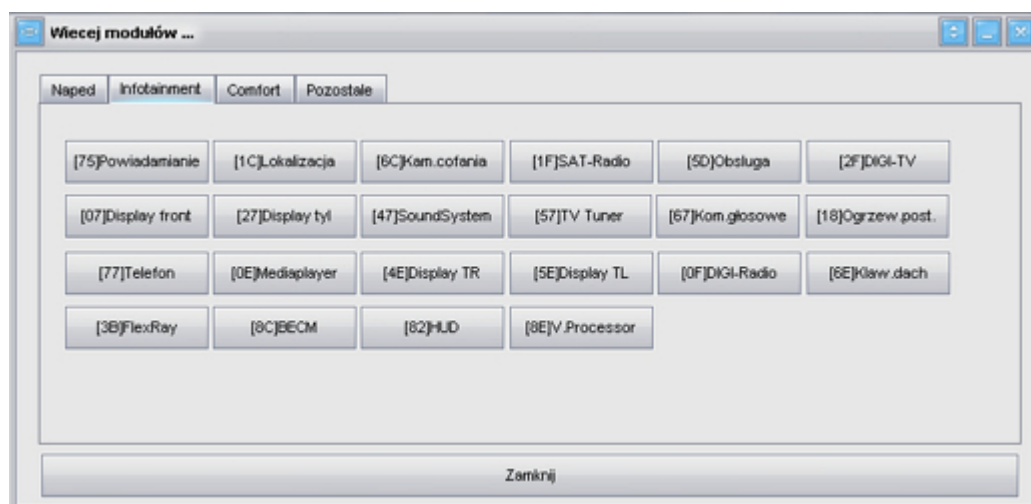 Wiecej modułów ...
Naped Infotainment Comfort Pozostale
[75]Powiadamianie [1C]Lokalizacja [6C]Kam.cofania [1F]SAT-Radio [5D]Obsluga [2F]DIGI-TV
[07]Display front [27]Display tyl [47]SoundSystem [57]TV Tuner [67]Kom.głosowe [18]Ogrzew.post.
[77]Telefon [0E]Mediaplayer [4E]Display TR [5E]Display TL [0F]DIGI-Radio [6E]Klaw.dach
[3B]FlexRay [8C]BECM [82]HUD [8E]V.Processor
Zamknij